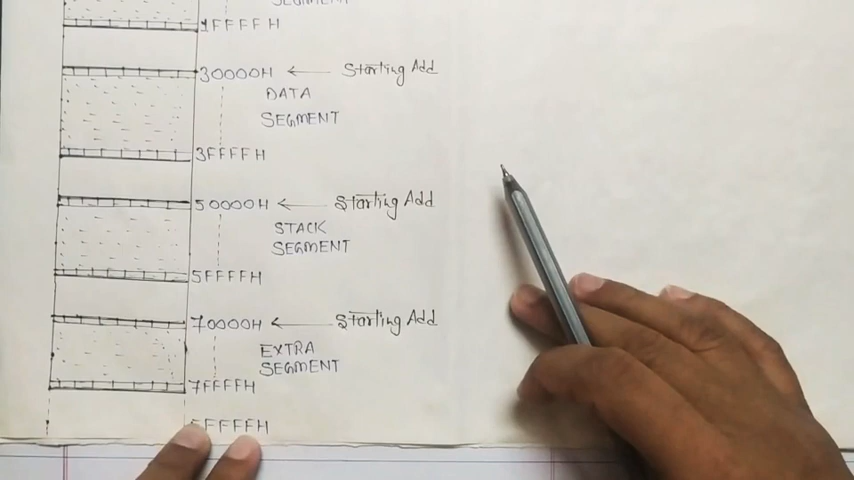 SEGMENT
1FFFFH
30000H ← Starting Add
DATA
SEGMENT
3FFFFH
50000H ← Starting Add
STACK
SEGMENT
5FFFFH
70000H ← Starting Add
EXTRA
SEGMENT
7FFFFH
FFFFH